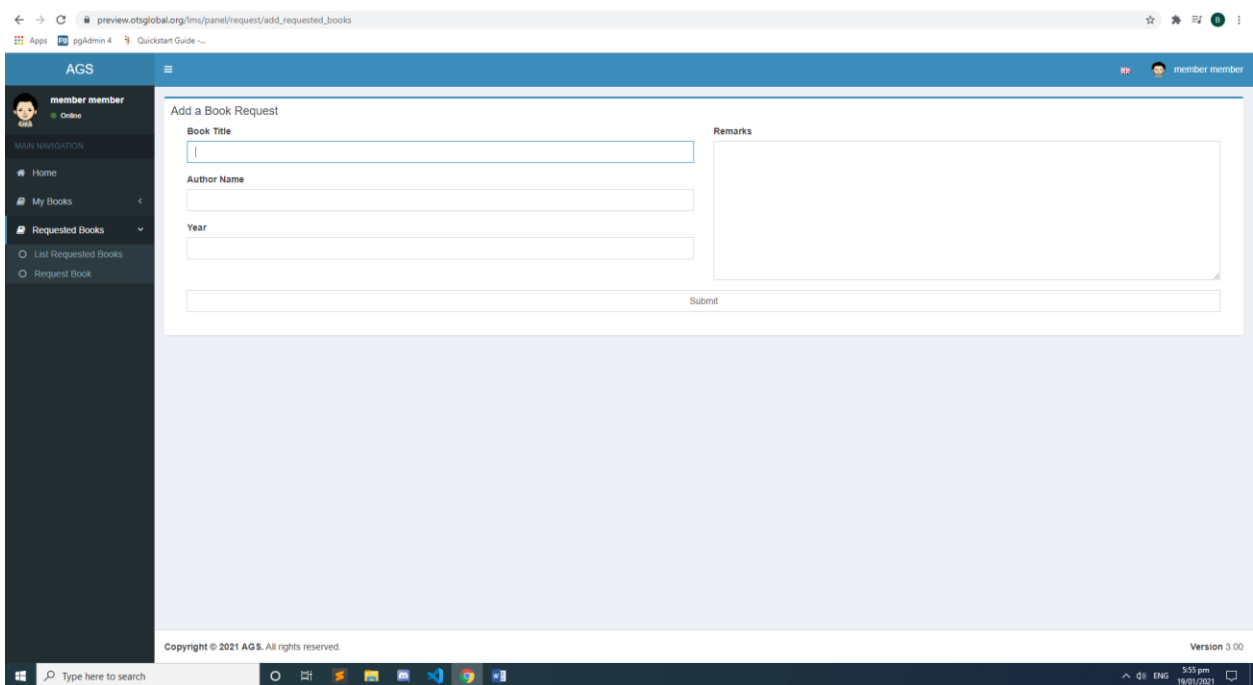 preview.otsglobal.org/lms/panel/request/add_requested_books
B
Apps pgAdmin 4 Quickstart Guide -...
AGS
member member
member member
Online
MAIN NAVIGATION
Home
My Books
Requested Books
List Requested Books
Request Book
Add a Book Request
Book Title
Author Name
Year
Remarks
Submit
Copyright © 2021 AGS. All rights reserved.
Version 3.00
Type here to search
ENG
5:55 pm
19/01/2021